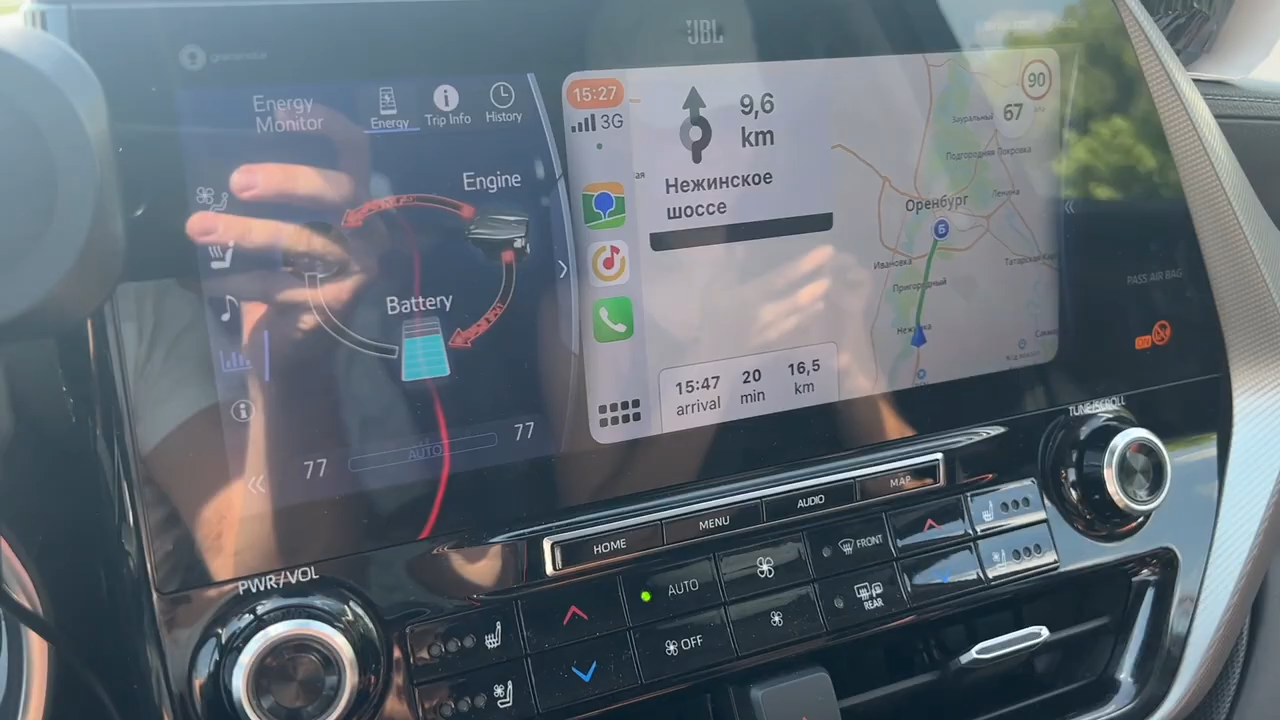 JBL
Energy
Monitor
Energy
Trip Info
History
Engine
Battery
77
AUTO
77
15:27
3G
9,6
km
Нежинское
шоссе
15:47
arrival
20
min
16,5
km
90
67
Зауральный
Подгородняя Покровка
Оренбург
Б
Ивановка
Пригородный
PASS AIR BAG
TUNE/SCROLL
PWR/VOL
HOME
MENU
AUDIO
MAP
AUTO
FRONT
OFF
REAR